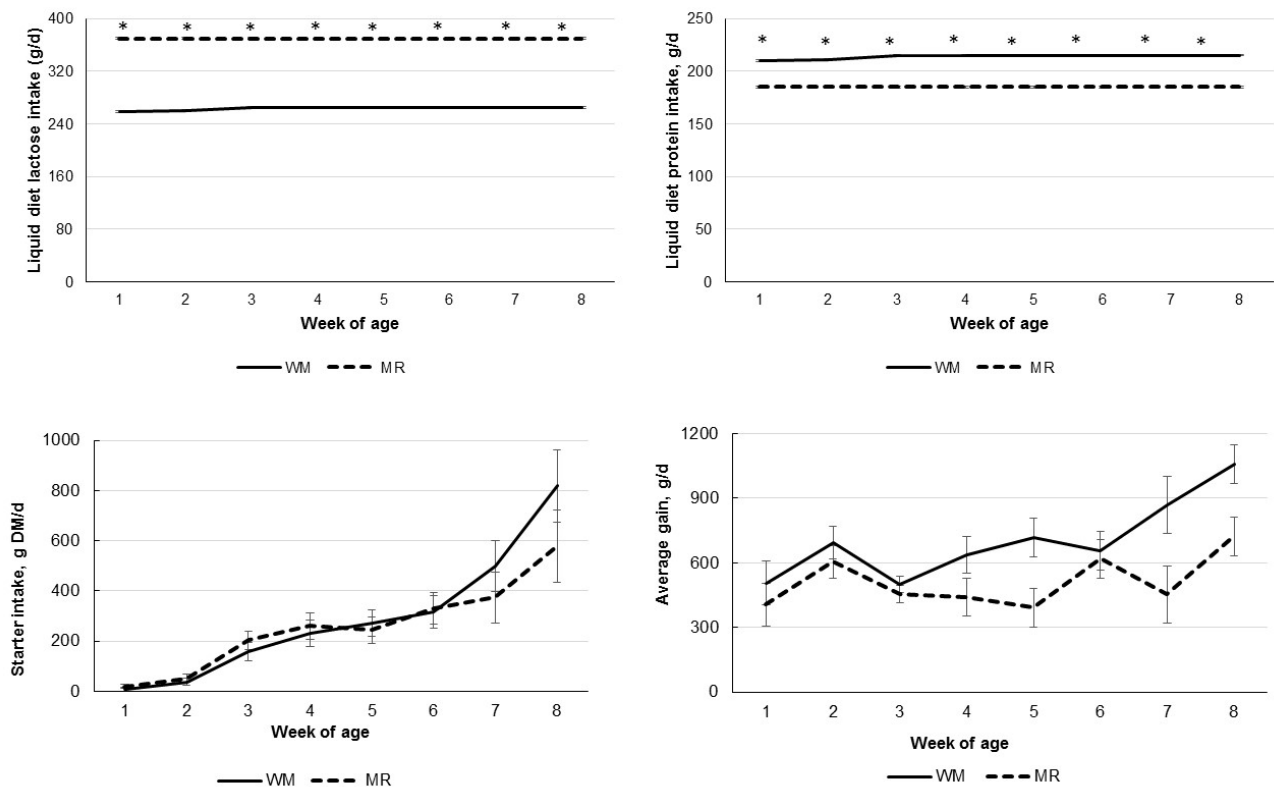 Liquid diet lactose intake (g/d)
400
320
240
160
80
0
* * * * * * * *
1 2 3 4 5 6 7 8
Week of age
WM MR
Liquid diet protein intake, g/d
250
200
150
100
50
0
* * * * * * * *
1 2 3 4 5 6 7 8
Week of age
WM MR
Starter intake, g DM/d
1000
800
600
400
200
0
1 2 3 4 5 6 7 8
Week of age
WM MR
Average gain, g/d
1200
900
600
300
0
1 2 3 4 5 6 7 8
Week of age
WM MR